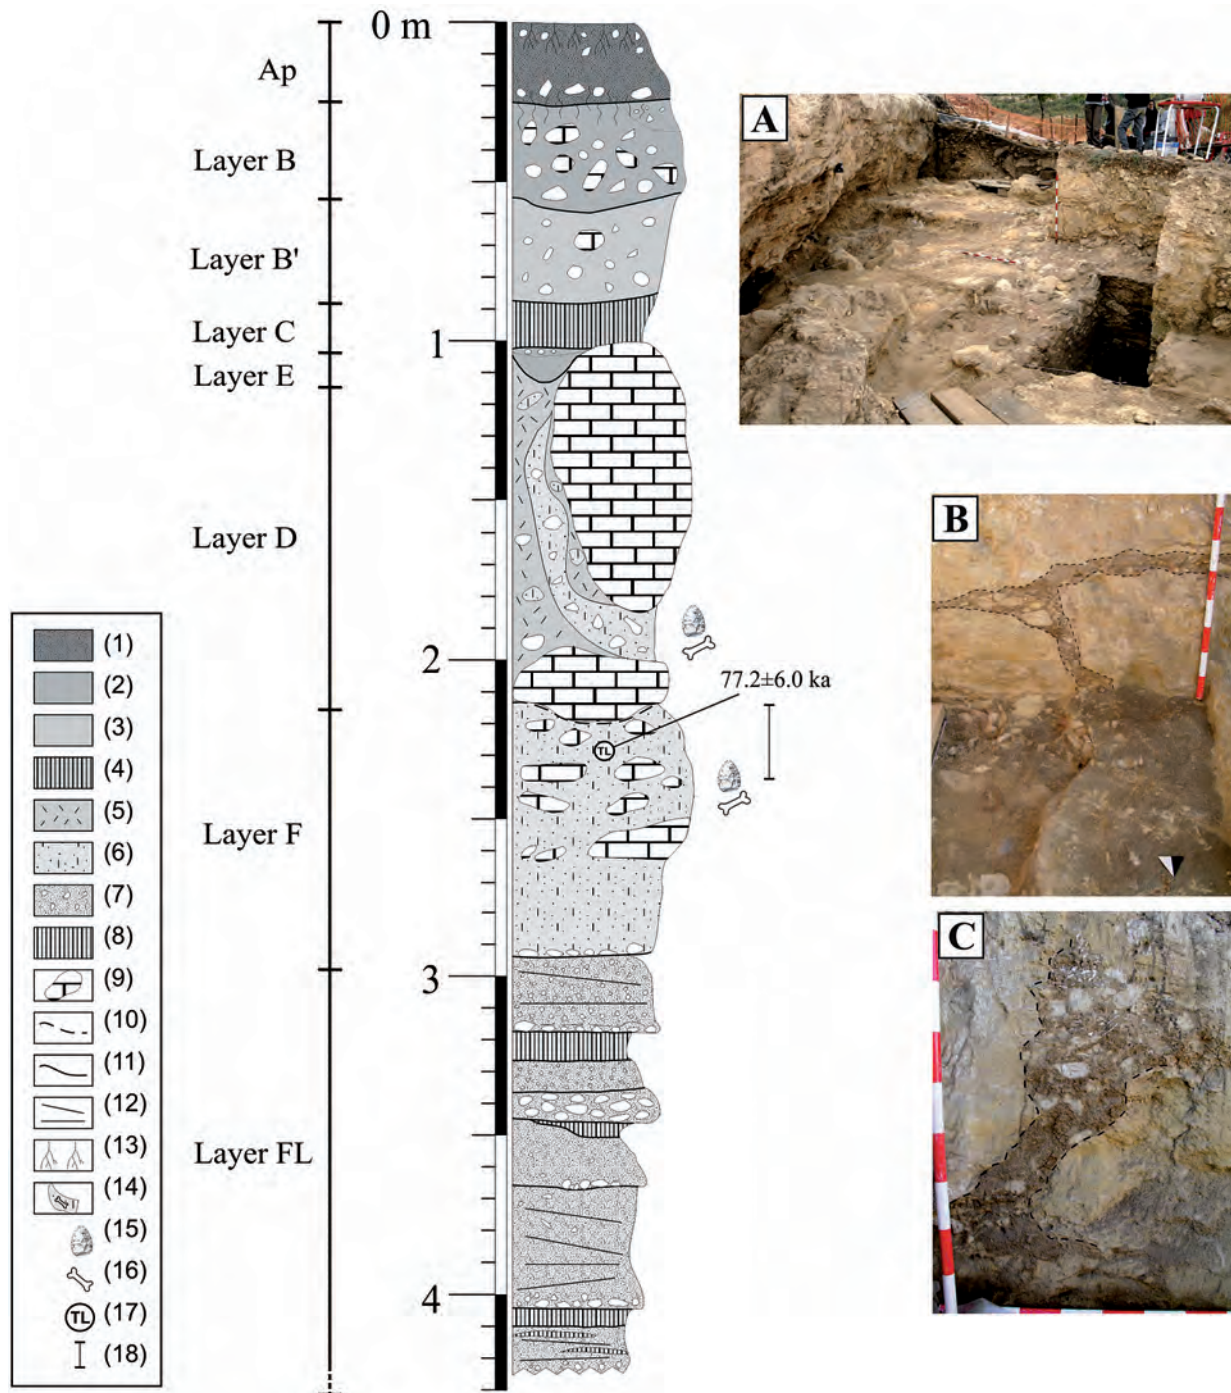 0 m
Ap
A
Layer B
Layer B'
Layer C
1
Layer E
B
Layer D
(1)
(2)
2
77.2±6.0 ka
(3)
TL
(4)
(5)
Layer F
(6)
(7)
C
(8)
3
(9)
(10)
(11)
(12)
(13)
Layer FL
(14)
(15)
(16)
4
TL (17)
(18)